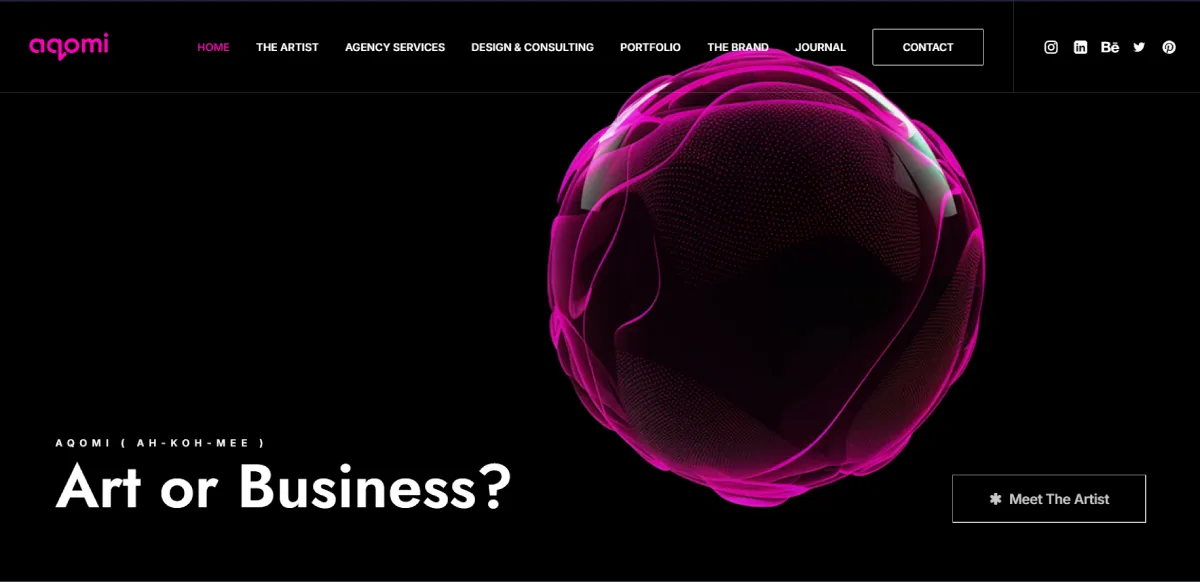 aqomi
HOME THE ARTIST AGENCY SERVICES DESIGN & CONSULTING PORTFOLIO THE BRAND JOURNAL CONTACT Bē
AQOMI ( AH-KOH-MEE )
Art or Business?
✱ Meet The Artist